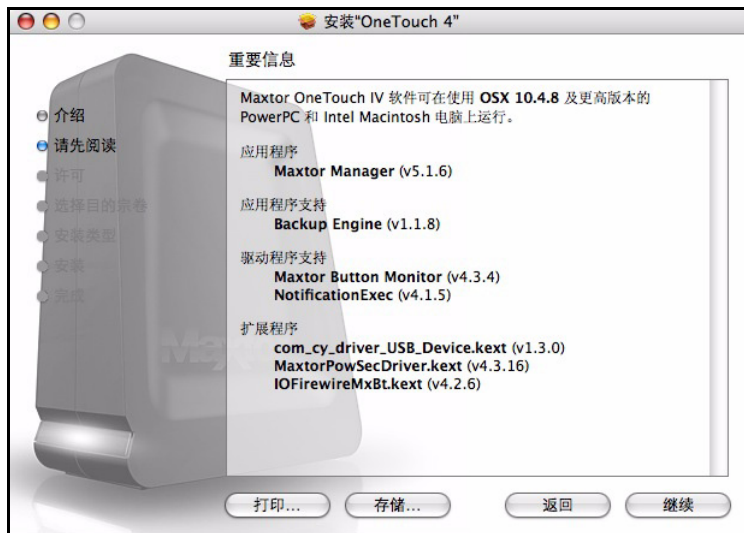 安装“OneTouch 4”
重要信息
介绍
请先阅读
许可
选择目的宗卷
安装类型
安装
完成
Maxtor OneTouch IV 软件可在使用 OSX 10.4.8 及更高版本的
PowerPC 和 Intel Macintosh 电脑上运行。
应用程序
Maxtor Manager (v5.1.6)
应用程序支持
Backup Engine (v1.1.8)
驱动程序支持
Maxtor Button Monitor (v4.3.4)
NotificationExec (v4.1.5)
扩展程序
com_cy_driver_USB_Device.kext (v1.3.0)
MaxtorPowSecDriver.kext (v4.3.16)
IOFirewireMxBt.kext (v4.2.6)
Maxtor
打印...
存储...
返回
继续